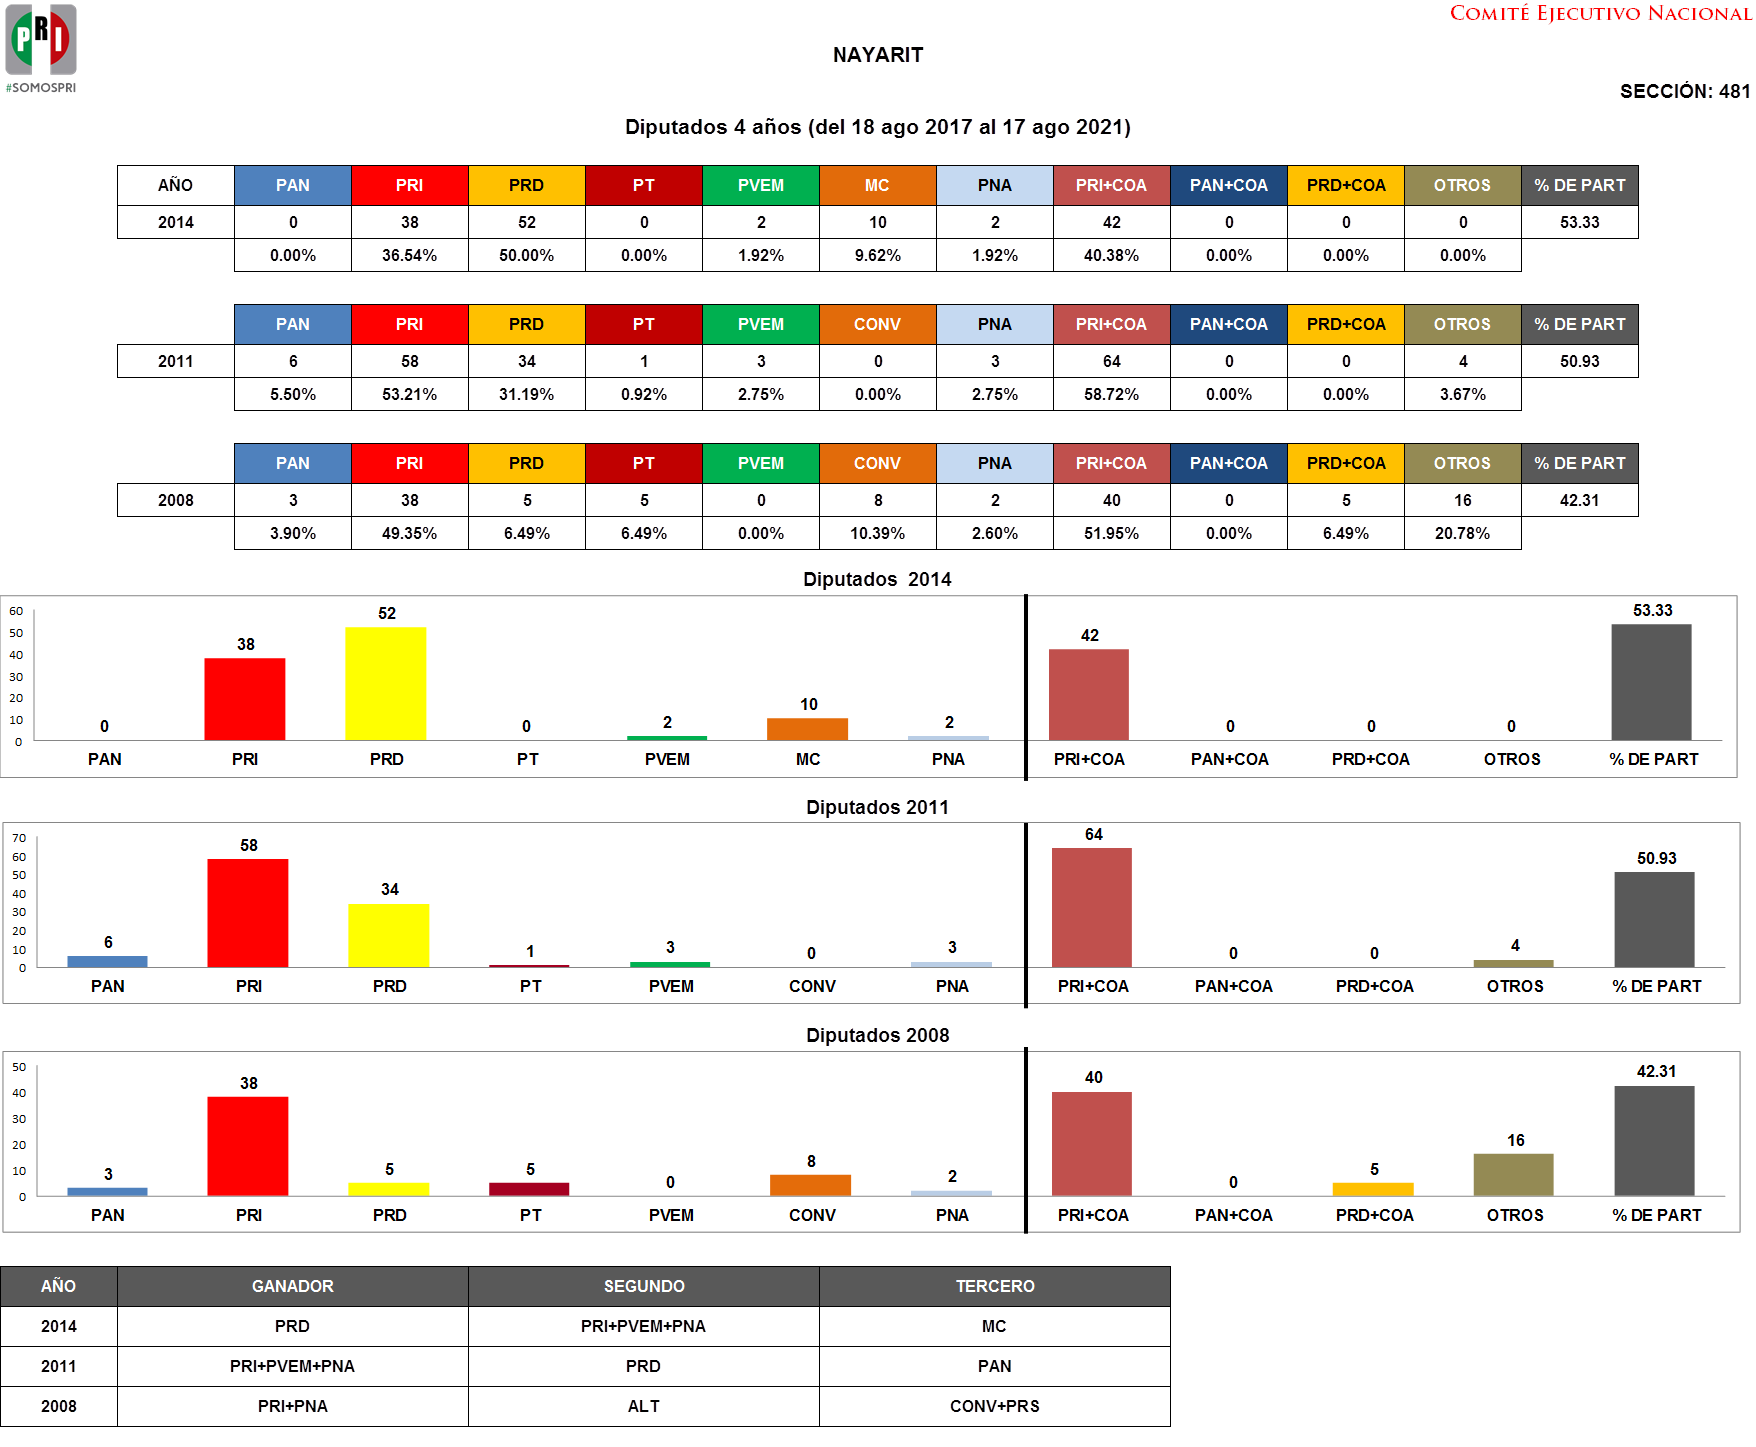 PRI
#SOMOSPRI
COMITÉ EJECUTIVO NACIONAL
NAYARIT
SECCIÓN: 481
Diputados 4 años (del 18 ago 2017 al 17 ago 2021)
AÑO PAN PRI PRD PT PVEM MC PNA PRI+COA PAN+COA PRD+COA OTROS % DE PART
2014 0 38 52 0 2 10 2 42 0 0 0 53.33
0.00% 36.54% 50.00% 0.00% 1.92% 9.62% 1.92% 40.38% 0.00% 0.00% 0.00%
PAN PRI PRD PT PVEM CONV PNA PRI+COA PAN+COA PRD+COA OTROS % DE PART
2011 6 58 34 1 3 0 3 64 0 0 4 50.93
5.50% 53.21% 31.19% 0.92% 2.75% 0.00% 2.75% 58.72% 0.00% 0.00% 3.67%
PAN PRI PRD PT PVEM CONV PNA PRI+COA PAN+COA PRD+COA OTROS % DE PART
2008 3 38 5 5 0 8 2 40 0 5 16 42.31
3.90% 49.35% 6.49% 6.49% 0.00% 10.39% 2.60% 51.95% 0.00% 6.49% 20.78%
Diputados 2014
60
50
40
30
20
10
0
0 38 52 0 2 10 2 42 0 0 0 53.33
PAN PRI PRD PT PVEM MC PNA PRI+COA PAN+COA PRD+COA OTROS % DE PART
Diputados 2011
70
60
50
40
30
20
10
0
6 58 34 1 3 0 3 64 0 0 4 50.93
PAN PRI PRD PT PVEM CONV PNA PRI+COA PAN+COA PRD+COA OTROS % DE PART
Diputados 2008
50
40
30
20
10
0
3 38 5 5 0 8 2 40 0 5 16 42.31
PAN PRI PRD PT PVEM CONV PNA PRI+COA PAN+COA PRD+COA OTROS % DE PART
AÑO GANADOR SEGUNDO TERCERO
2014 PRD PRI+PVEM+PNA MC
2011 PRI+PVEM+PNA PRD PAN
2008 PRI+PNA ALT CONV+PRS